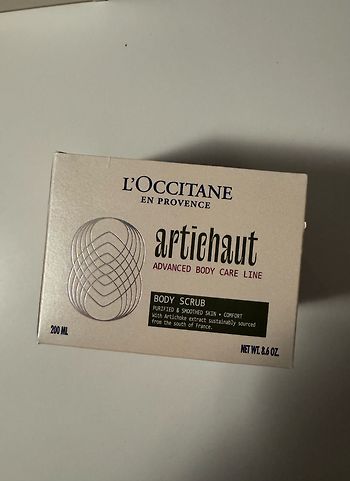 L'OCCITANE
EN PROVENCE
artichaut
ADVANCED BODY CARE LINE
BODY SCRUB
PURIFIED & SMOOTHED SKIN • COMFORT
With Artichoke extract sustainably sourced
from the south of France.
200 ML
NET WT. 8.6 OZ.